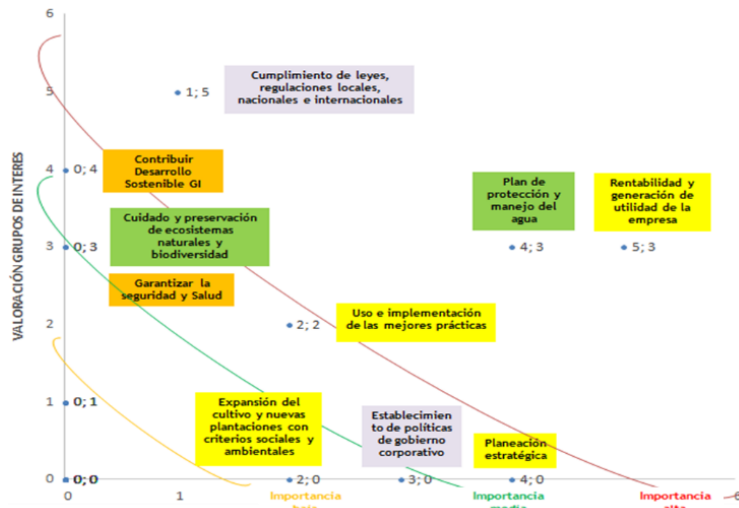 6
Cumplimiento de leyes,
regulaciones locales,
nacionales e internacionales
5
1; 5
VALORACIÓN GRUPOS DE INTERES
4
0; 4
Contribuir
Desarrollo
Sostenible GI
Plan de
protección y
manejo del
agua
Rentabilidad y
generación de
utilidad de la
empresa
Cuidado y preservación
de ecosistemas
naturales y
biodiversidad
3
0; 3
4; 3
5; 3
Garantizar la
seguridad y Salud
2
2; 2
Uso e implementación
de las mejores prácticas
1
0; 1
Expansión del
cultivo y nuevas
plantaciones con
criterios sociales y
ambientales
Establecimien
to de políticas
de gobierno
corporativo
Planeación
estratégica
0
0; 0
2; 0
3; 0
4; 0
0
1
Importancia
Importancia
Importancia
6